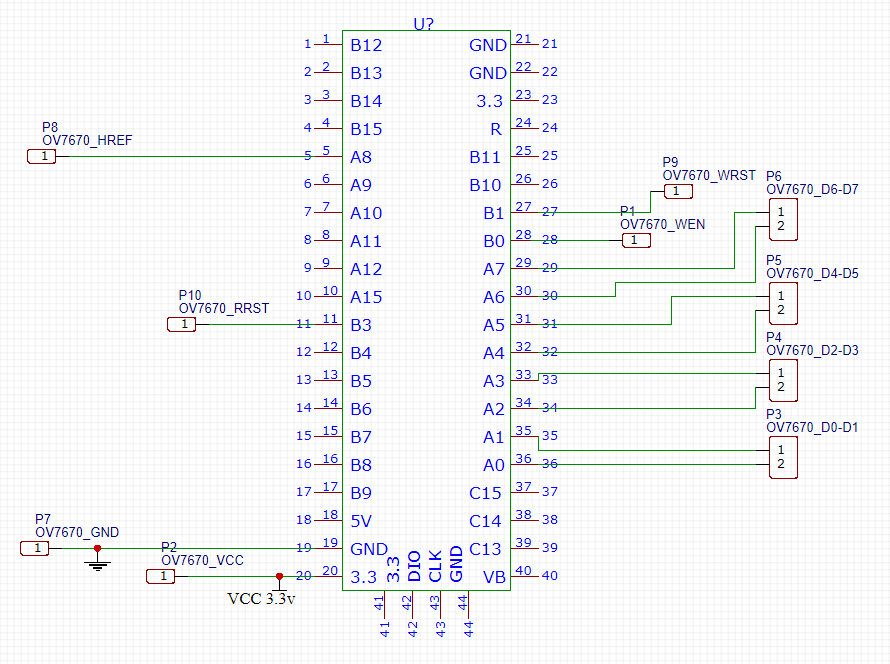 U?
1 1 B12 GND 21 21
2 2 B13 GND 22 22
3 3 B14 3.3 23 23
4 4 B15 R 24 24
P8
OV7670_HREF
1 5 5 A8 B11 25 25
6 6 A9 B10 26 26
P9
OV7670_WRST
1
7 7 A10 B1 27 27
P1
OV7670_WEN
1
8 8 A11 B0 28 28
P6
OV7670_D6-D7
1
2
9 9 A12 A7 29 29
10 10 A15 A6 30 30
P5
OV7670_D4-D5
1
2
P10
OV7670_RRST
1 11 11 B3 A5 31 31
12 12 B4 A4 32 32
P4
OV7670_D2-D3
1
2
13 13 B5 A3 33 33
14 14 B6 A2 34 34
P3
OV7670_D0-D1
1
2
15 15 B7 A1 35 35
16 16 B8 A0 36 36
17 17 B9 C15 37 37
18 18 5V C14 38 38
P7
OV7670_GND
1 19 19 GND C13 39 39
P2
OV7670_VCC
1 20 20 3.3 VB 40 40
VCC 3.3v
3.3 DIO CLK GND
41 42 43 44
41 42 43 44